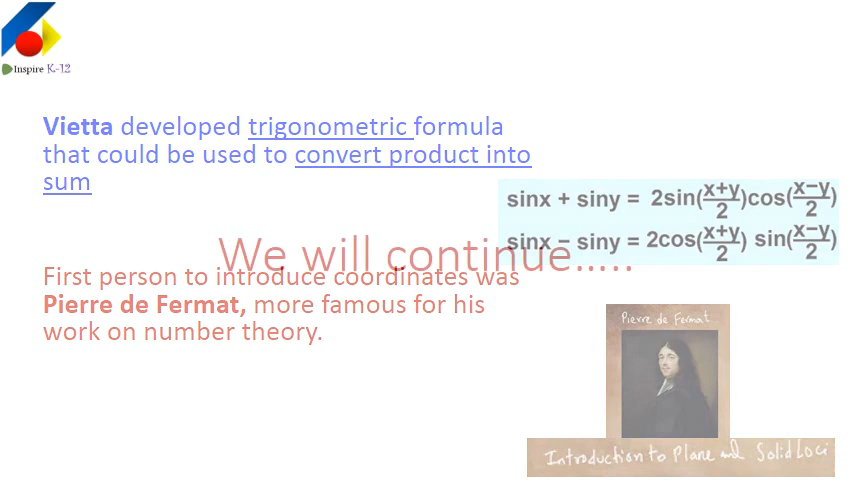 Inspire K-12
Vietta developed trigonometric formula
that could be used to convert product into
sum
sinx + siny = 2sin(x+y/2)cos(x−y/2)
sinx − siny = 2cos(x+y/2) sin(x−y/2)
We will continue.....
First person to introduce coordinates was
Pierre de Fermat, more famous for his
work on number theory.
Pierre de Fermat
Introduction to Plane and Solid Loci